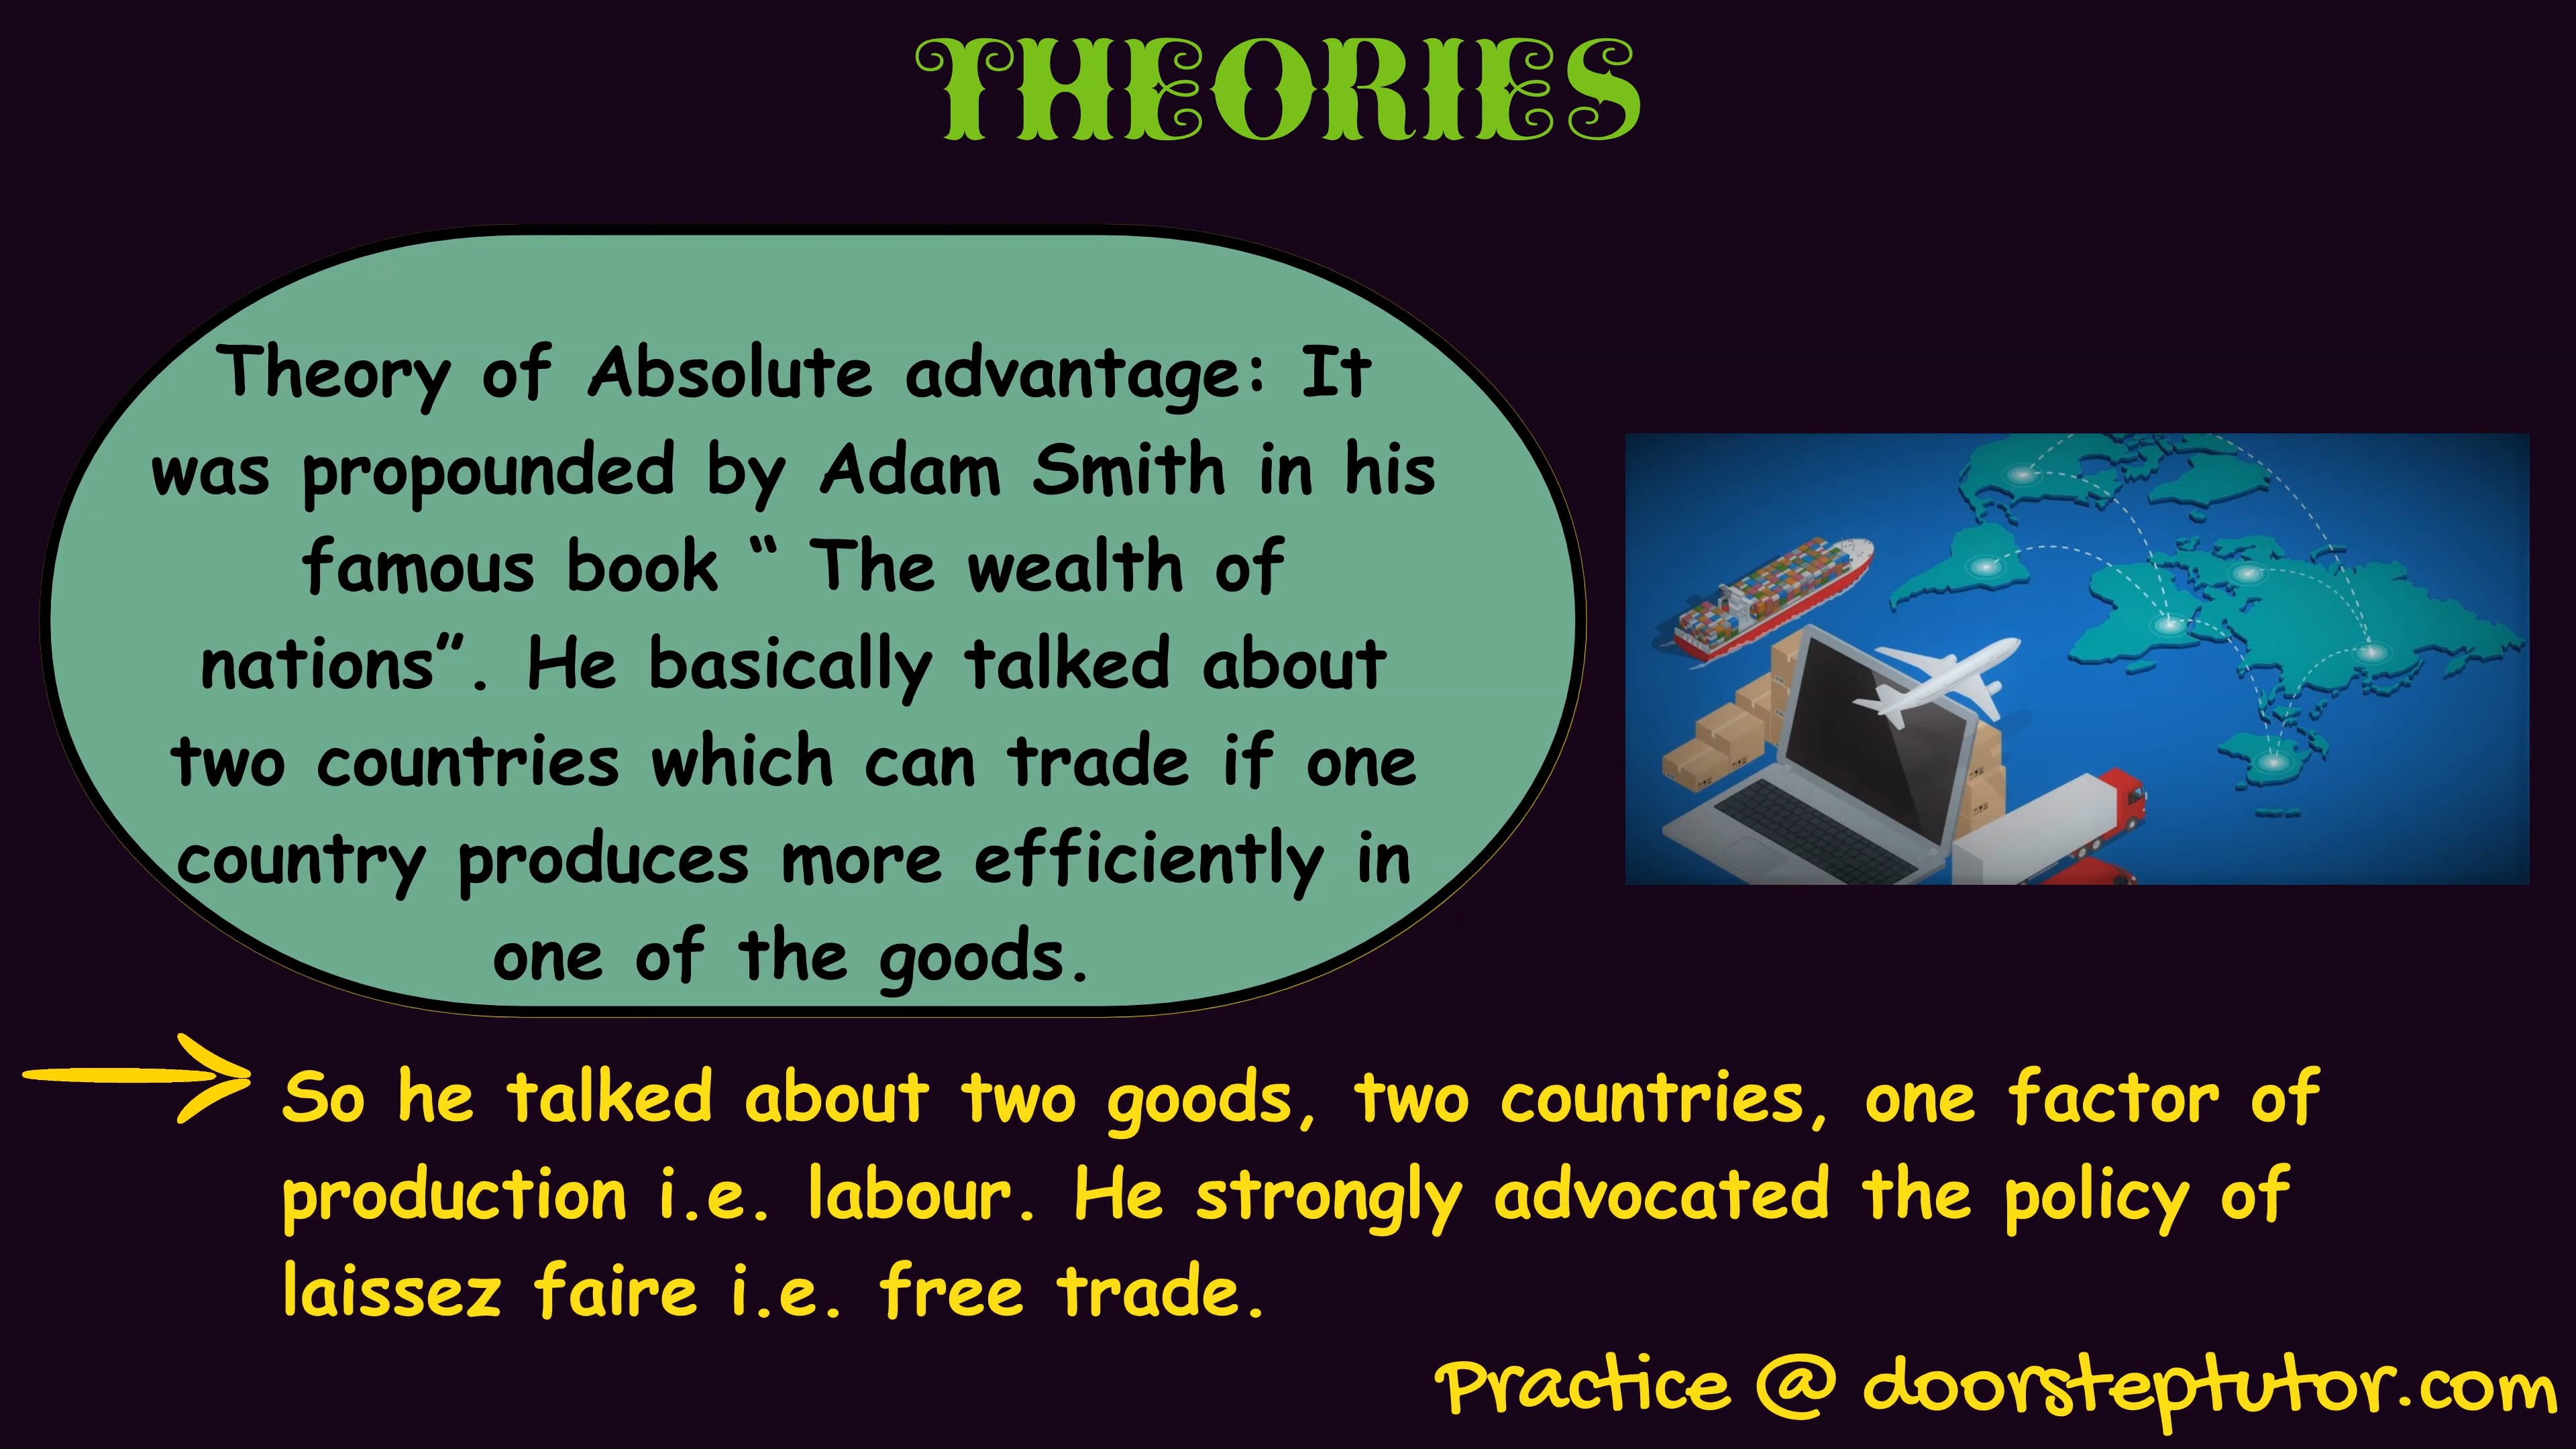 THEORIES
Theory of Absolute advantage: It
was propounded by Adam Smith in his
famous book “ The wealth of
nations”. He basically talked about
two countries which can trade if one
country produces more efficiently in
one of the goods.
So he talked about two goods, two countries, one factor of
production i.e. labour. He strongly advocated the policy of
laissez faire i.e. free trade.
Practice @ doorsteptutor.com